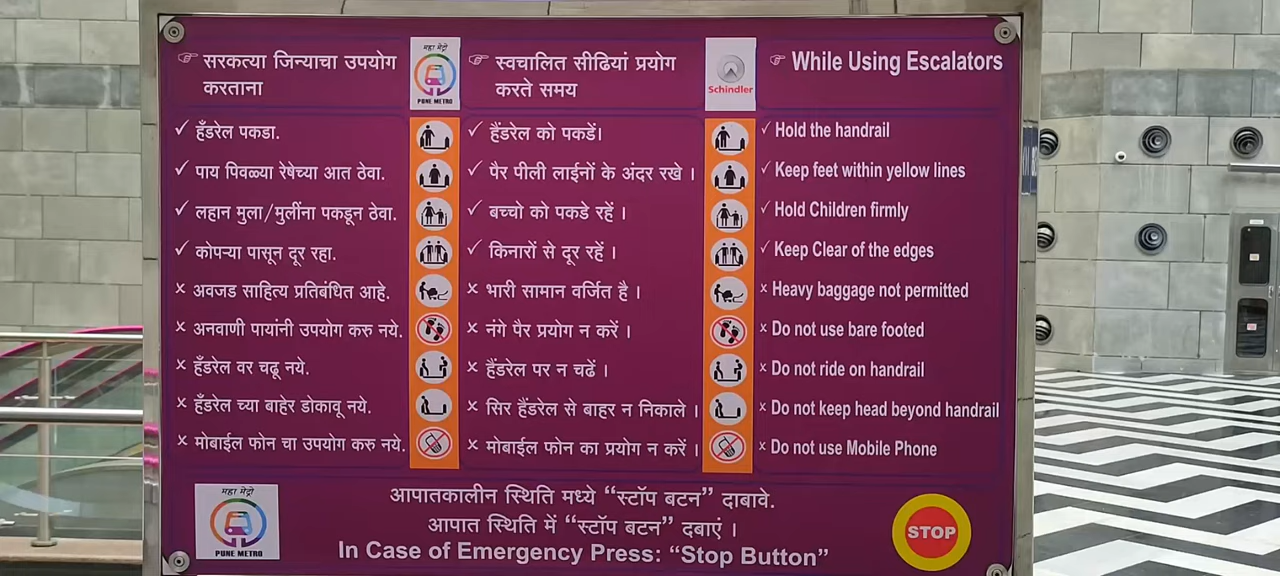 ☞ सरकत्या जिन्याचा उपयोग
करताना
✓ हँडरेल पकडा.
✓ पाय पिवळ्या रेषेच्या आत ठेवा.
✓ लहान मुला/मुलींना पकडून ठेवा.
✓ कोपऱ्या पासून दूर रहा.
x अवजड साहित्य प्रतिबंधित आहे.
x अनवाणी पायांनी उपयोग करु नये.
x हँडरेल वर चढू नये.
x हँडरेल च्या बाहेर डोकावू नये.
x मोबाईल फोन चा उपयोग करु नये.
महा मेट्रो
PUNE METRO
☞ स्वचालित सीढियां प्रयोग
करते समय
✓ हैंडरेल को पकडें।
✓ पैर पीली लाईनों के अंदर रखे ।
✓ बच्चो को पकडे रहें ।
✓ किनारों से दूर रहें ।
x भारी सामान वर्जित है ।
x नंगे पैर प्रयोग न करें ।
x हैंडरेल पर न चढें ।
x सिर हैंडरेल से बाहर न निकाले ।
x मोबाईल फोन का प्रयोग न करें ।
Schindler
☞ While Using Escalators
✓ Hold the handrail
✓ Keep feet within yellow lines
✓ Hold Children firmly
✓ Keep Clear of the edges
x Heavy baggage not permitted
x Do not use bare footed
x Do not ride on handrail
x Do not keep head beyond handrail
x Do not use Mobile Phone
महा मेट्रो
PUNE METRO
आपातकालीन स्थिति मध्ये “स्टॉप बटन” दाबावे.
आपात स्थिति में “स्टॉप बटन” दबाएं ।
In Case of Emergency Press: “Stop Button”
STOP